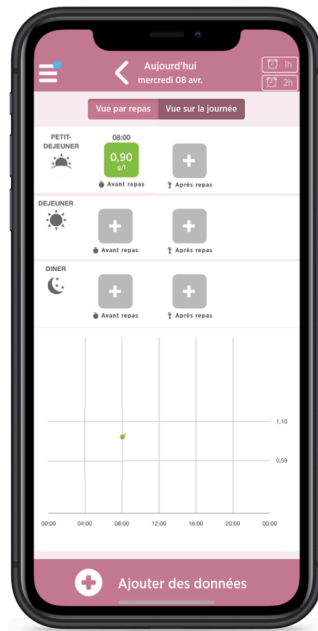 Aujourd'hui
mercredi 08 avr.
1h
2h
Vue par repas Vue sur la journée
PETIT-
DEJEUNER
08:00
0,90
g/l
Avant repas Après repas
DEJEUNER
Avant repas Après repas
DINER
Avant repas Après repas
1,10
0,59
00:00 04:00 08:00 12:00 16:00 20:00 00:00
Ajouter des données